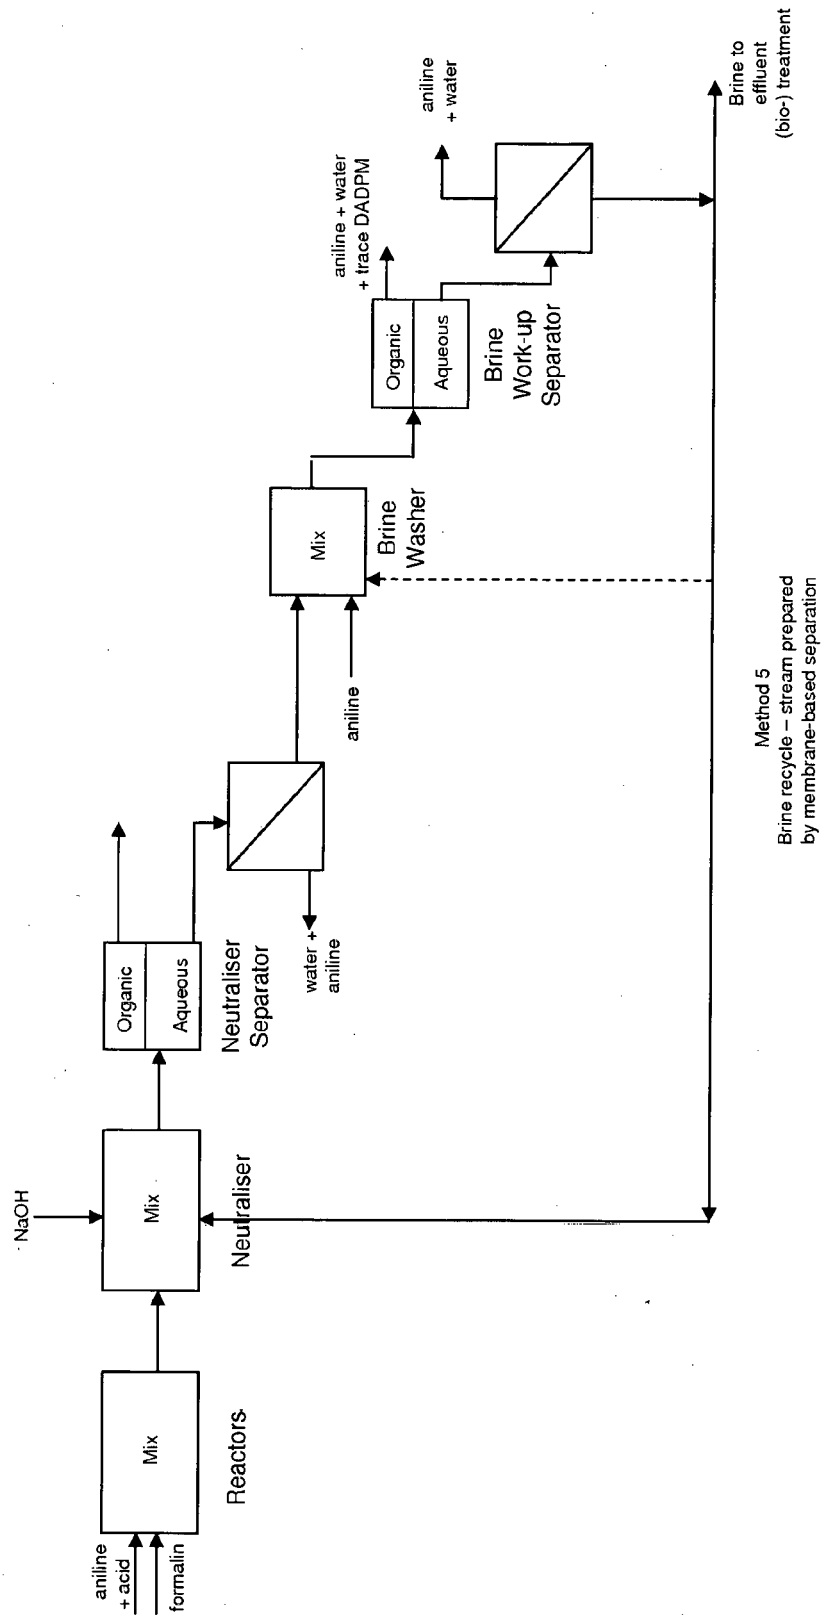 aniline
+ acid
formalin
Mix
Reactors
NaOH
Mix
Neutraliser
Organic
Aqueous
Neutraliser
Separator
water +
aniline
aniline
Mix
Brine
Washer
Organic
Aqueous
Brine
Work-up
Separator
aniline + water
+ trace DADPM
aniline
+ water
Brine to
effluent
(bio-) treatment
Method 5
Brine recycle – stream prepared
by membrane-based separation